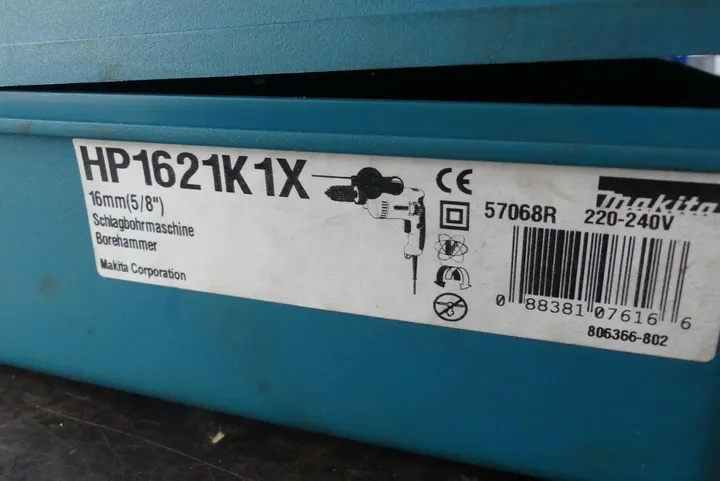 HP1621K1X
16mm(5/8")
Schlagbohrmaschine
Borehammer
Makita Corporation
CE
57068R
makita
220-240V
0 88381 07616 6
806366-802